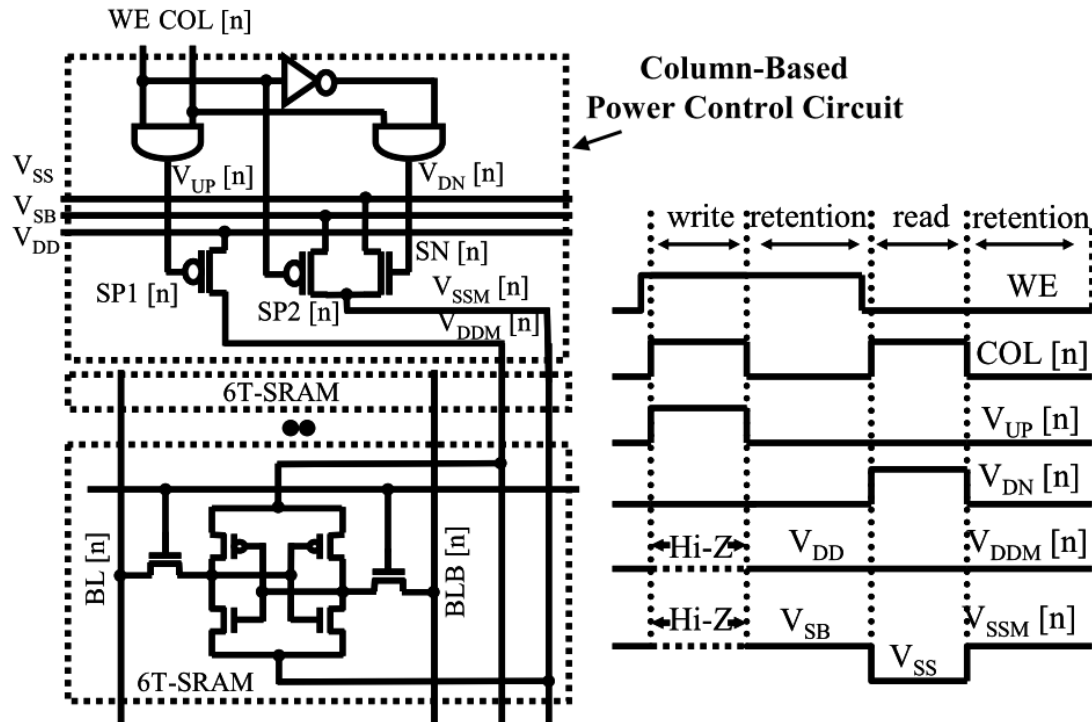 WE COL [n]
Column-Based
Power Control Circuit
V_SS
V_UP [n]
V_DN [n]
V_SB
V_DD
SN [n]
SP1 [n]
SP2 [n]
V_SSM [n]
V_DDM [n]
6T-SRAM
BL [n]
BLB [n]
6T-SRAM
write retention read retention
WE
COL [n]
V_UP [n]
V_DN [n]
Hi-Z V_DD V_DDM [n]
Hi-Z V_SB V_SS V_SSM [n]